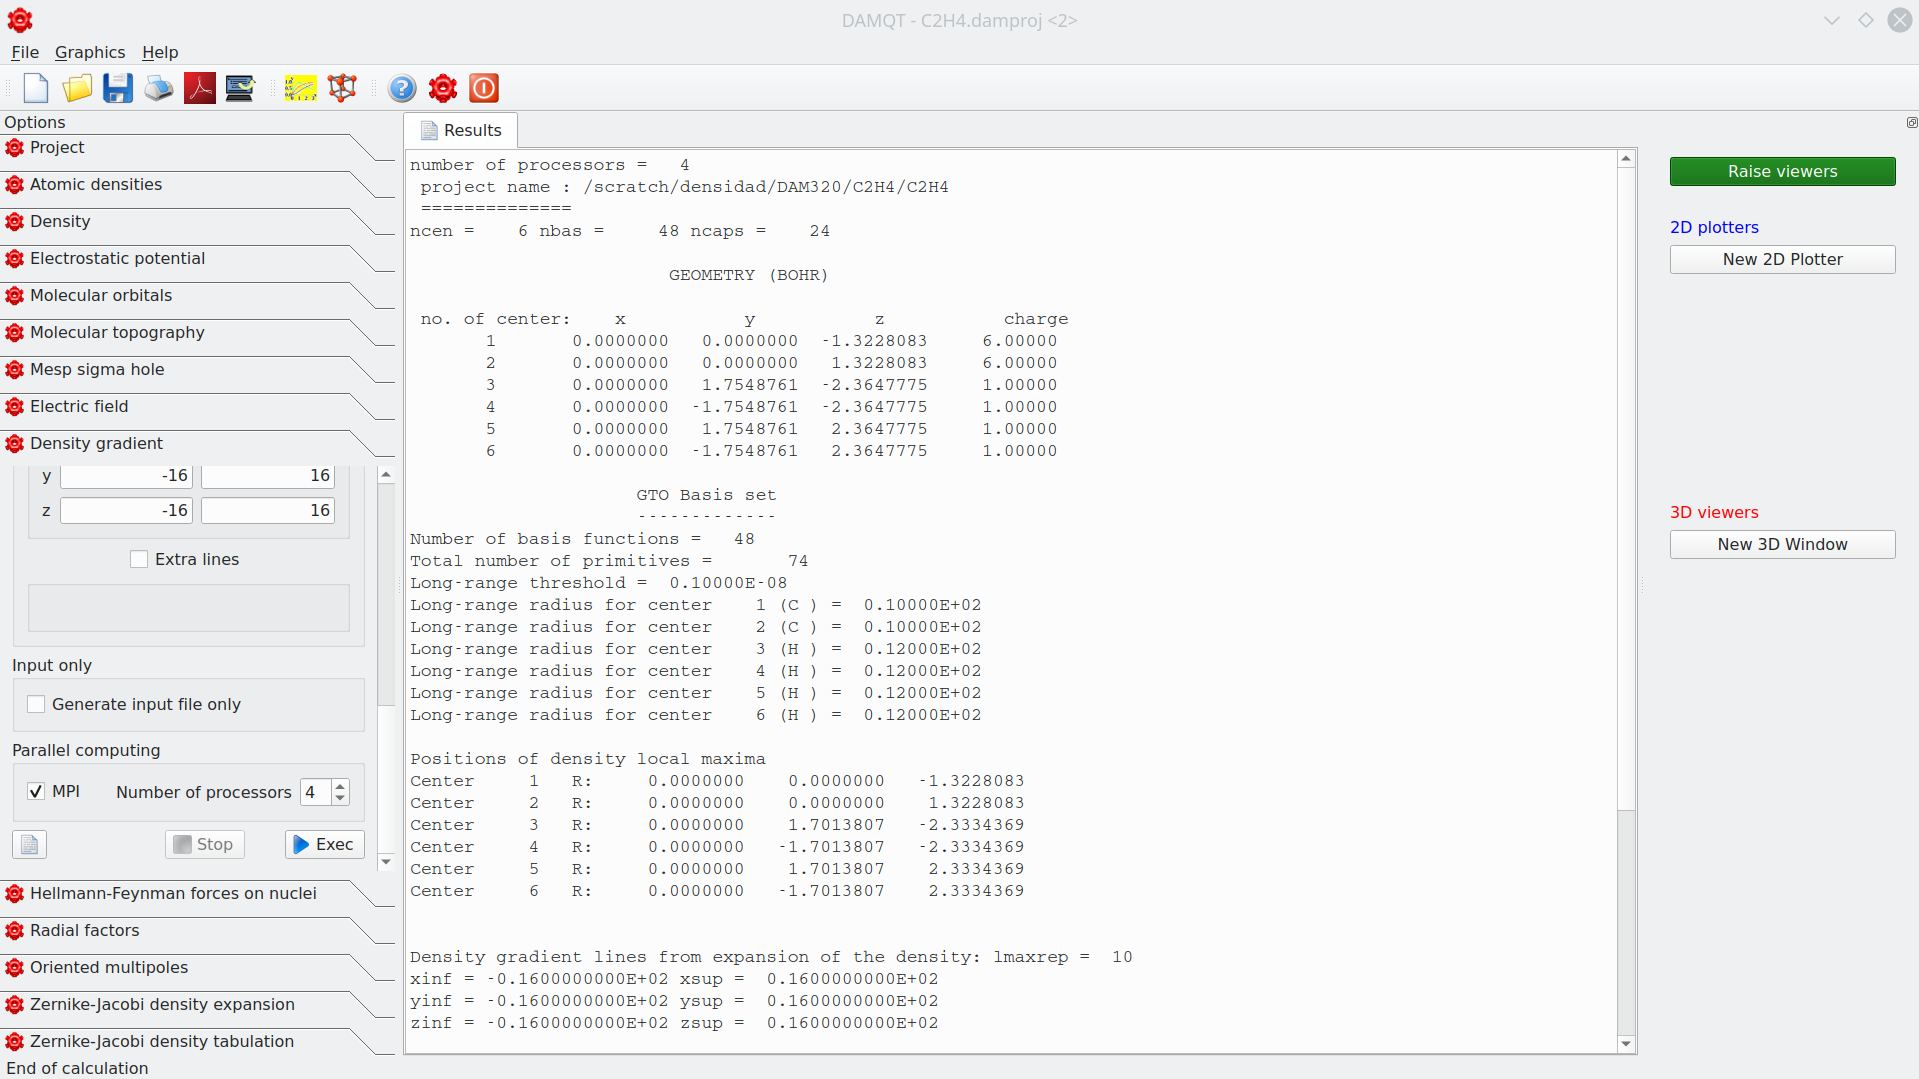 DAMQT - C2H4.damproj <2>
File Graphics Help
Options
Project
Atomic densities
Density
Electrostatic potential
Molecular orbitals
Molecular topography
Mesp sigma hole
Electric field
Density gradient
y -16 16
z -16 16
Extra lines
Input only
Generate input file only
Parallel computing
MPI Number of processors 4
Stop Exec
Hellmann-Feynman forces on nuclei
Radial factors
Oriented multipoles
Zernike-Jacobi density expansion
Zernike-Jacobi density tabulation
End of calculation
Results
number of processors = 4
project name : /scratch/densidad/DAM320/C2H4/C2H4
==============
ncen = 6 nbas = 48 ncaps = 24
GEOMETRY (BOHR)
no. of center: x y z charge
1 0.0000000 0.0000000 -1.3228083 6.00000
2 0.0000000 0.0000000 1.3228083 6.00000
3 0.0000000 1.7548761 -2.3647775 1.00000
4 0.0000000 -1.7548761 -2.3647775 1.00000
5 0.0000000 1.7548761 2.3647775 1.00000
6 0.0000000 -1.7548761 2.3647775 1.00000
GTO Basis set
-------------
Number of basis functions = 48
Total number of primitives = 74
Long-range threshold = 0.10000E-08
Long-range radius for center 1 (C ) = 0.10000E+02
Long-range radius for center 2 (C ) = 0.10000E+02
Long-range radius for center 3 (H ) = 0.12000E+02
Long-range radius for center 4 (H ) = 0.12000E+02
Long-range radius for center 5 (H ) = 0.12000E+02
Long-range radius for center 6 (H ) = 0.12000E+02
Positions of density local maxima
Center 1 R: 0.0000000 0.0000000 -1.3228083
Center 2 R: 0.0000000 0.0000000 1.3228083
Center 3 R: 0.0000000 1.7013807 -2.3334369
Center 4 R: 0.0000000 -1.7013807 -2.3334369
Center 5 R: 0.0000000 1.7013807 2.3334369
Center 6 R: 0.0000000 -1.7013807 2.3334369
Density gradient lines from expansion of the density: lmaxrep = 10
xinf = -0.1600000000E+02 xsup = 0.1600000000E+02
yinf = -0.1600000000E+02 ysup = 0.1600000000E+02
zinf = -0.1600000000E+02 zsup = 0.1600000000E+02
Raise viewers
2D plotters
New 2D Plotter
3D viewers
New 3D Window